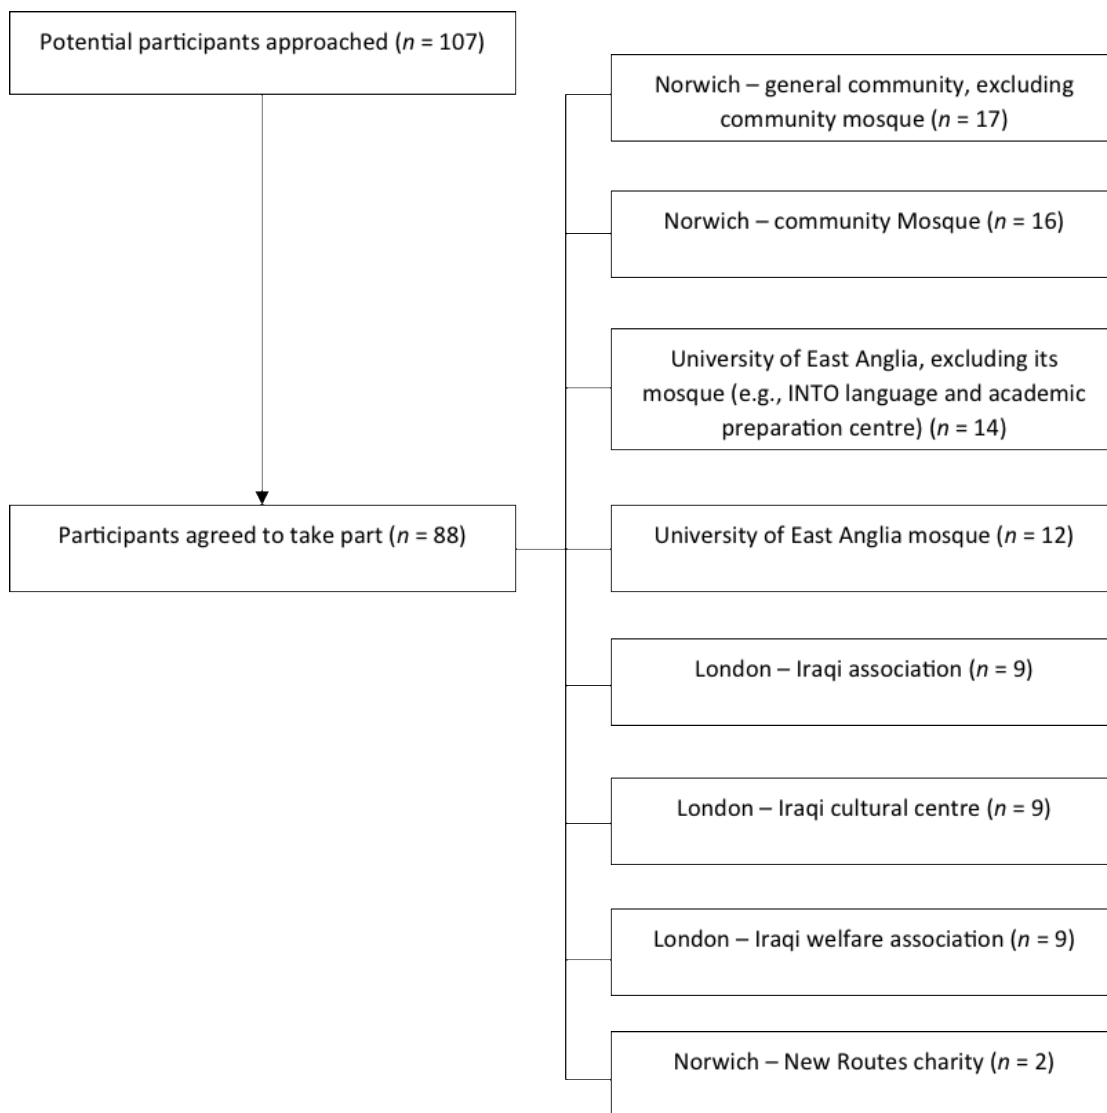 Potential participants approached (n = 107)
Norwich – general community, excluding
community mosque (n = 17)
Norwich – community Mosque (n = 16)
University of East Anglia, excluding its
mosque (e.g., INTO language and academic
preparation centre) (n = 14)
Participants agreed to take part (n = 88)
University of East Anglia mosque (n = 12)
London – Iraqi association (n = 9)
London – Iraqi cultural centre (n = 9)
London – Iraqi welfare association (n = 9)
Norwich – New Routes charity (n = 2)